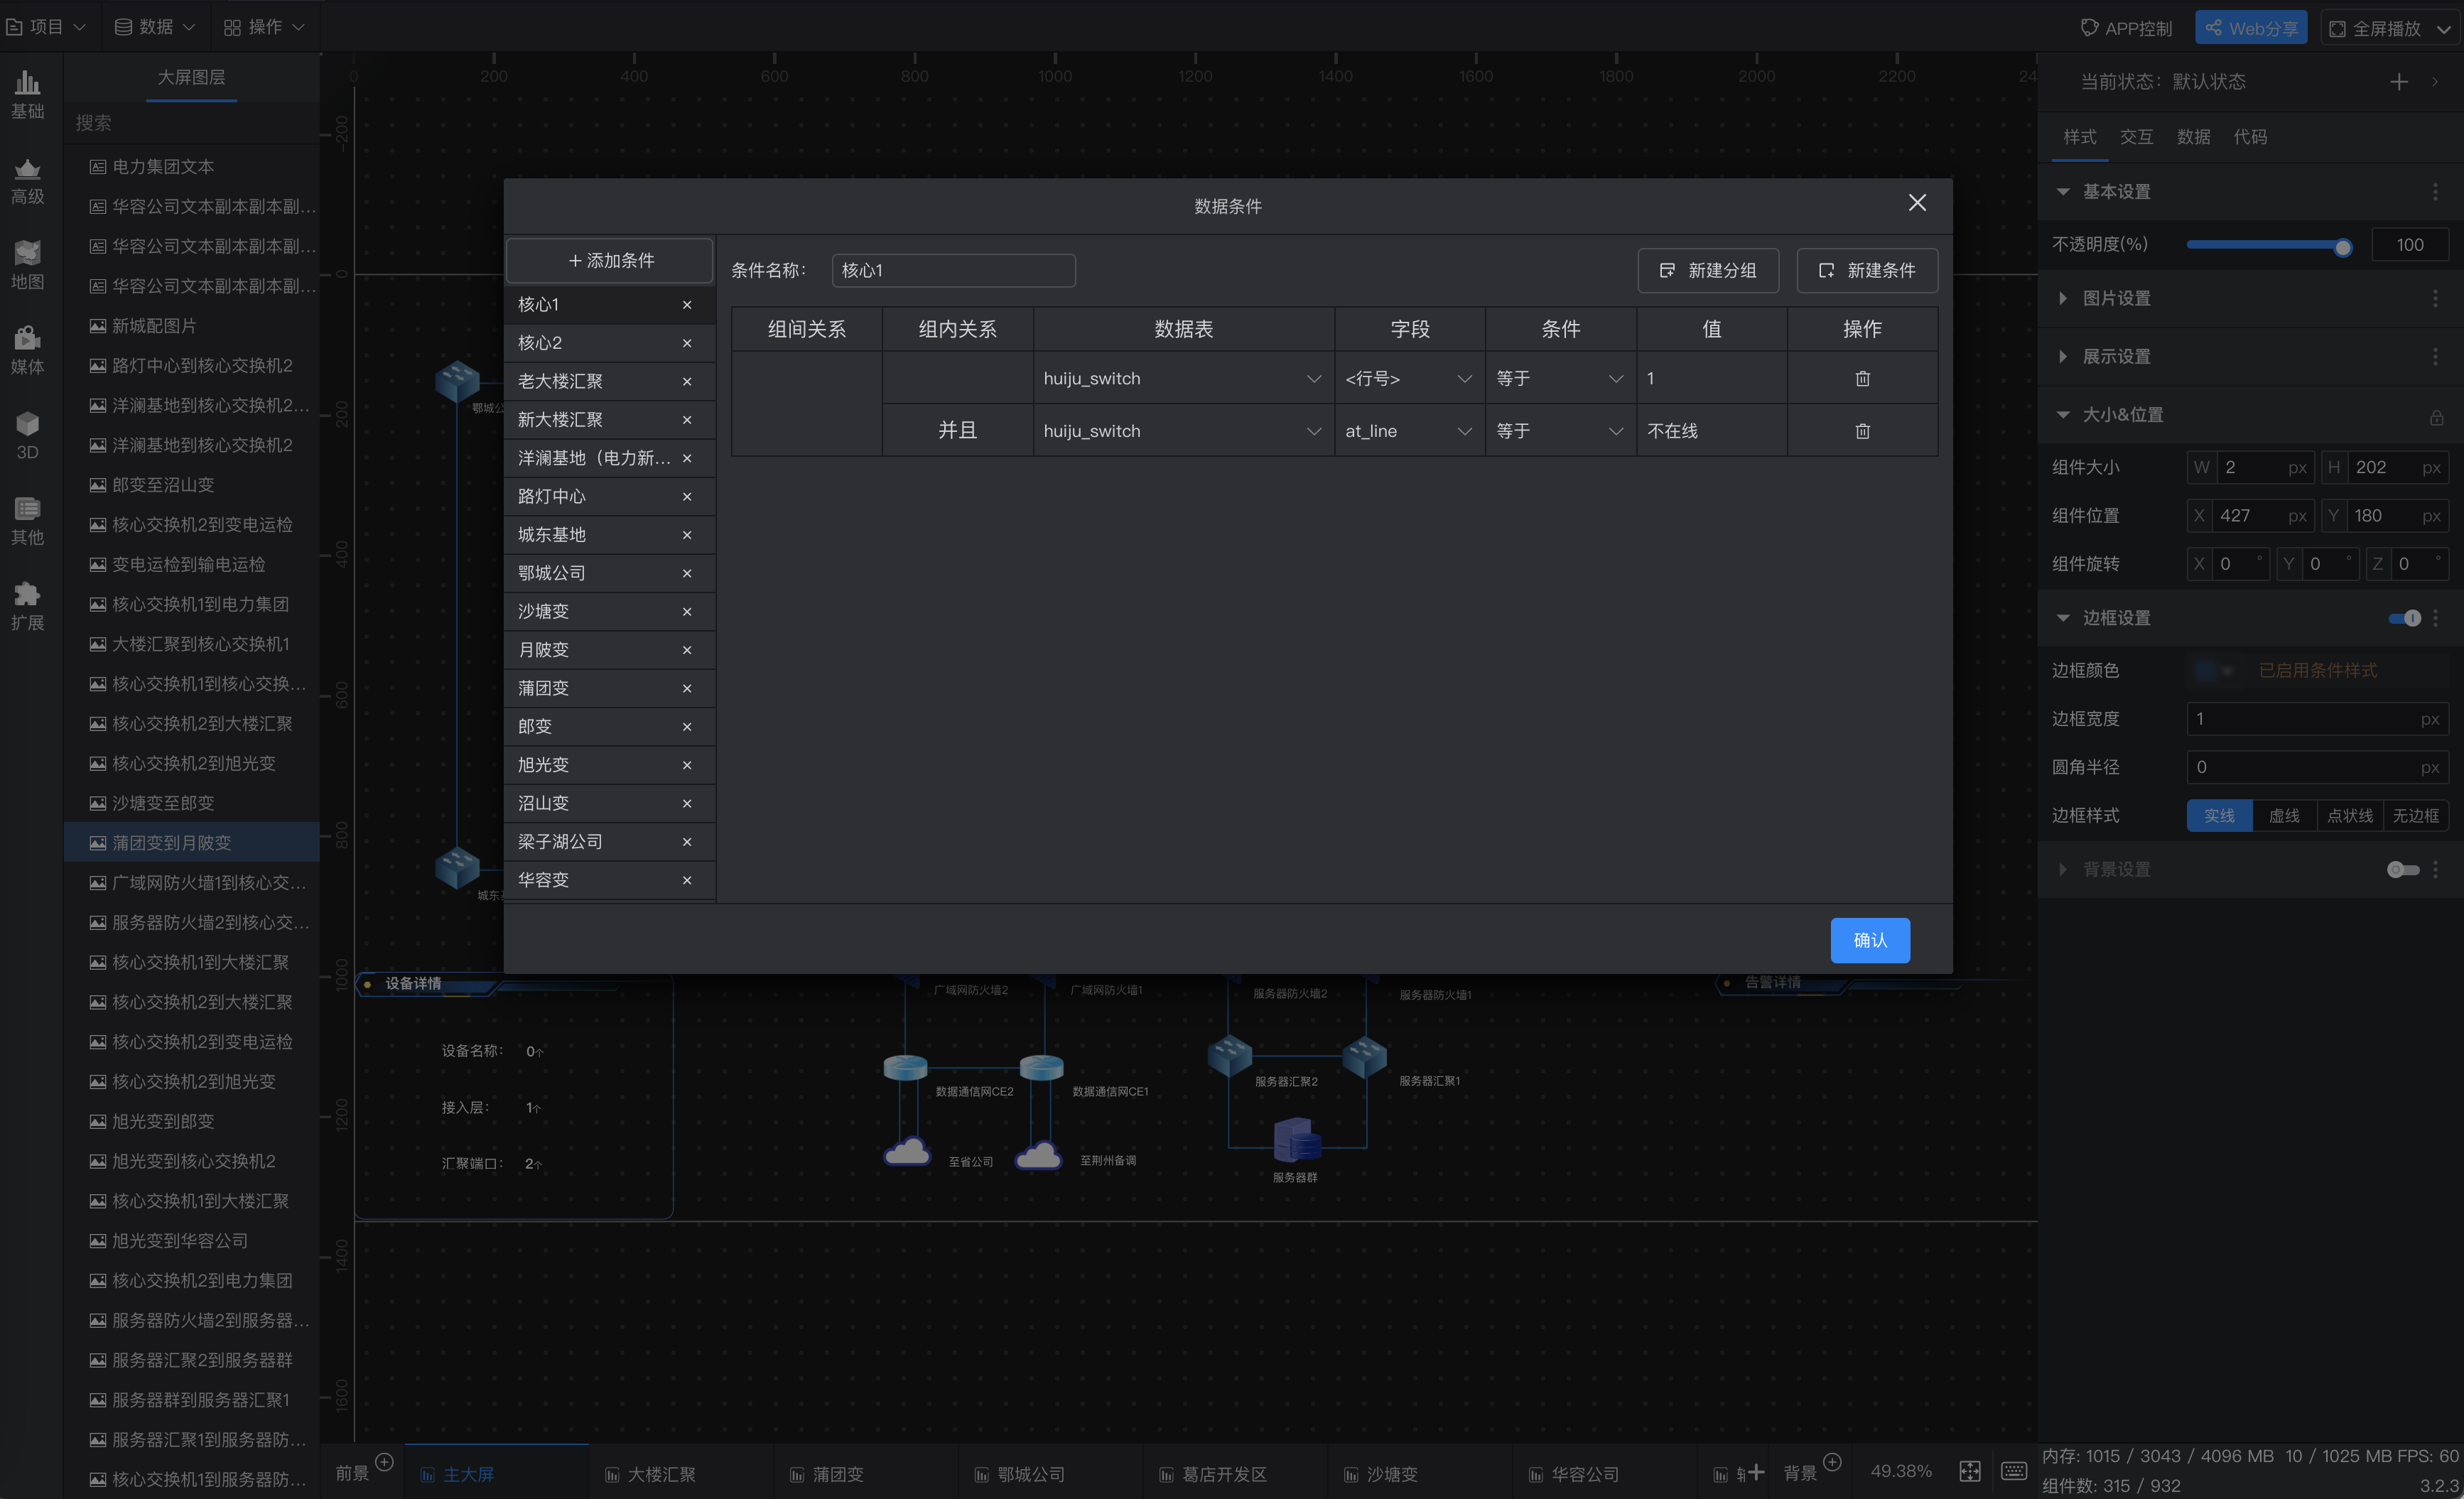 项目 数据 操作 APP控制 Web分享 全屏播放
基础
高级
地图
媒体
3D
其他
扩展
大屏图层
搜索
电力集团文本
华容公司文本副本副本副...
华容公司文本副本副本副...
华容公司文本副本副本副...
新城配图片
路灯中心到核心交换机2
洋澜基地到核心交换机2...
洋澜基地到核心交换机2
郎变至沼山变
核心交换机2到变电运检
变电运检到输电运检
核心交换机1到电力集团
大楼汇聚到核心交换机1
核心交换机1到核心交换...
核心交换机2到大楼汇聚
核心交换机2到旭光变
沙塘变至郎变
蒲团变到月陂变
广域网防火墙1到核心交...
服务器防火墙2到核心交...
核心交换机1到大楼汇聚
核心交换机2到大楼汇聚
核心交换机2到变电运检
核心交换机2到旭光变
旭光变到郎变
旭光变到核心交换机2
核心交换机1到大楼汇聚
旭光变到华容公司
核心交换机2到电力集团
服务器防火墙2到服务器...
服务器汇聚2到服务器群
服务器群到服务器汇聚1
服务器汇聚1到服务器防...
核心交换机1到服务器防...
0 200 400 600 800 1000 1200 1400 1600 1800 2000 2200 24
-200
0
200
400
600
800
1000
1200
1400
1600
鄂城公
城东基
数据条件
+ 添加条件
核心1
核心2
老大楼汇聚
新大楼汇聚
洋澜基地（电力新...
路灯中心
城东基地
鄂城公司
沙塘变
月陂变
蒲团变
郎变
旭光变
沼山变
梁子湖公司
华容变
条件名称： 核心1 新建分组 新建条件
组间关系 组内关系 数据表 字段 条件 值 操作
huiju_switch <行号> 等于 1
并且 huiju_switch at_line 等于 不在线
确认
设备详情
设备名称： 0个
接入层： 1个
汇聚端口： 2个
广域网防火墙2 广域网防火墙1 服务器防火墙2 服务器防火墙1
数据通信网CE2 数据通信网CE1 服务器汇聚2 服务器汇聚1
至省公司 至荆州备调
服务器群
告警详情
当前状态：默认状态
样式 交互 数据 代码
基本设置
不透明度(%) 100
图片设置
展示设置
大小&位置
组件大小 W 2 px H 202 px
组件位置 X 427 px Y 180 px
组件旋转 X 0 ° Y 0 ° Z 0 °
边框设置
边框颜色 已启用条件样式
边框宽度 1 px
圆角半径 0 px
边框样式 实线 虚线 点状线 无边框
背景设置
前景 主大屏 大楼汇聚 蒲团变 鄂城公司 葛店开发区 沙塘变 华容公司 背景 49.38%
内存: 1015 / 3043 / 4096 MB 10 / 1025 MB FPS: 60
组件数: 315 / 932 3.2.3